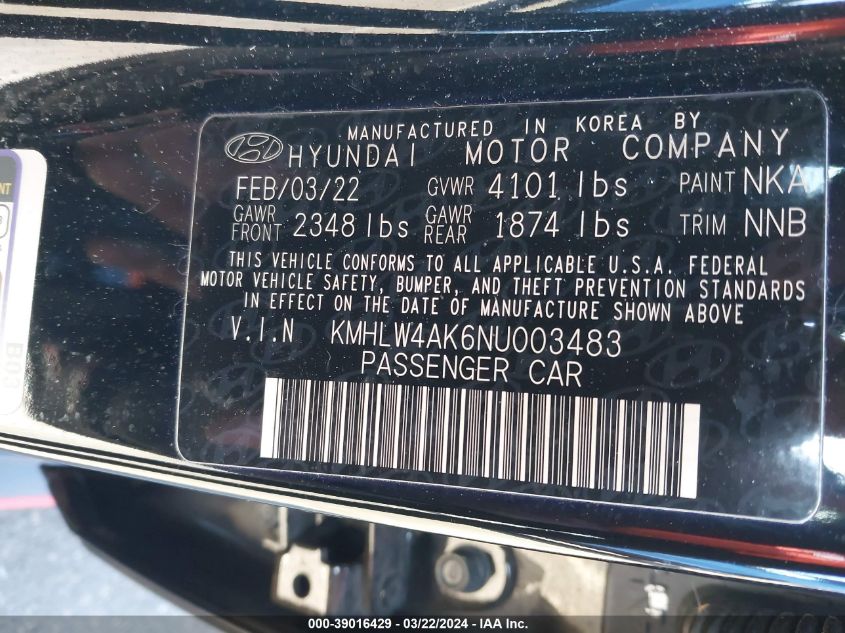 MANUFACTURED IN KOREA BY
HYUNDAI MOTOR COMPANY
FEB/03/22 GVWR 4101 lbs PAINT NKA
GAWR FRONT 2348 lbs GAWR REAR 1874 lbs TRIM NNB
THIS VEHICLE CONFORMS TO ALL APPLICABLE U.S.A. FEDERAL
MOTOR VEHICLE SAFETY, BUMPER, AND THEFT PREVENTION STANDARDS
IN EFFECT ON THE DATE OF MANUFACTURE SHOWN ABOVE
V.I.N KMHLW4AK6NU003483
PASSENGER CAR
000-39016429 - 03/22/2024 - IAA Inc.